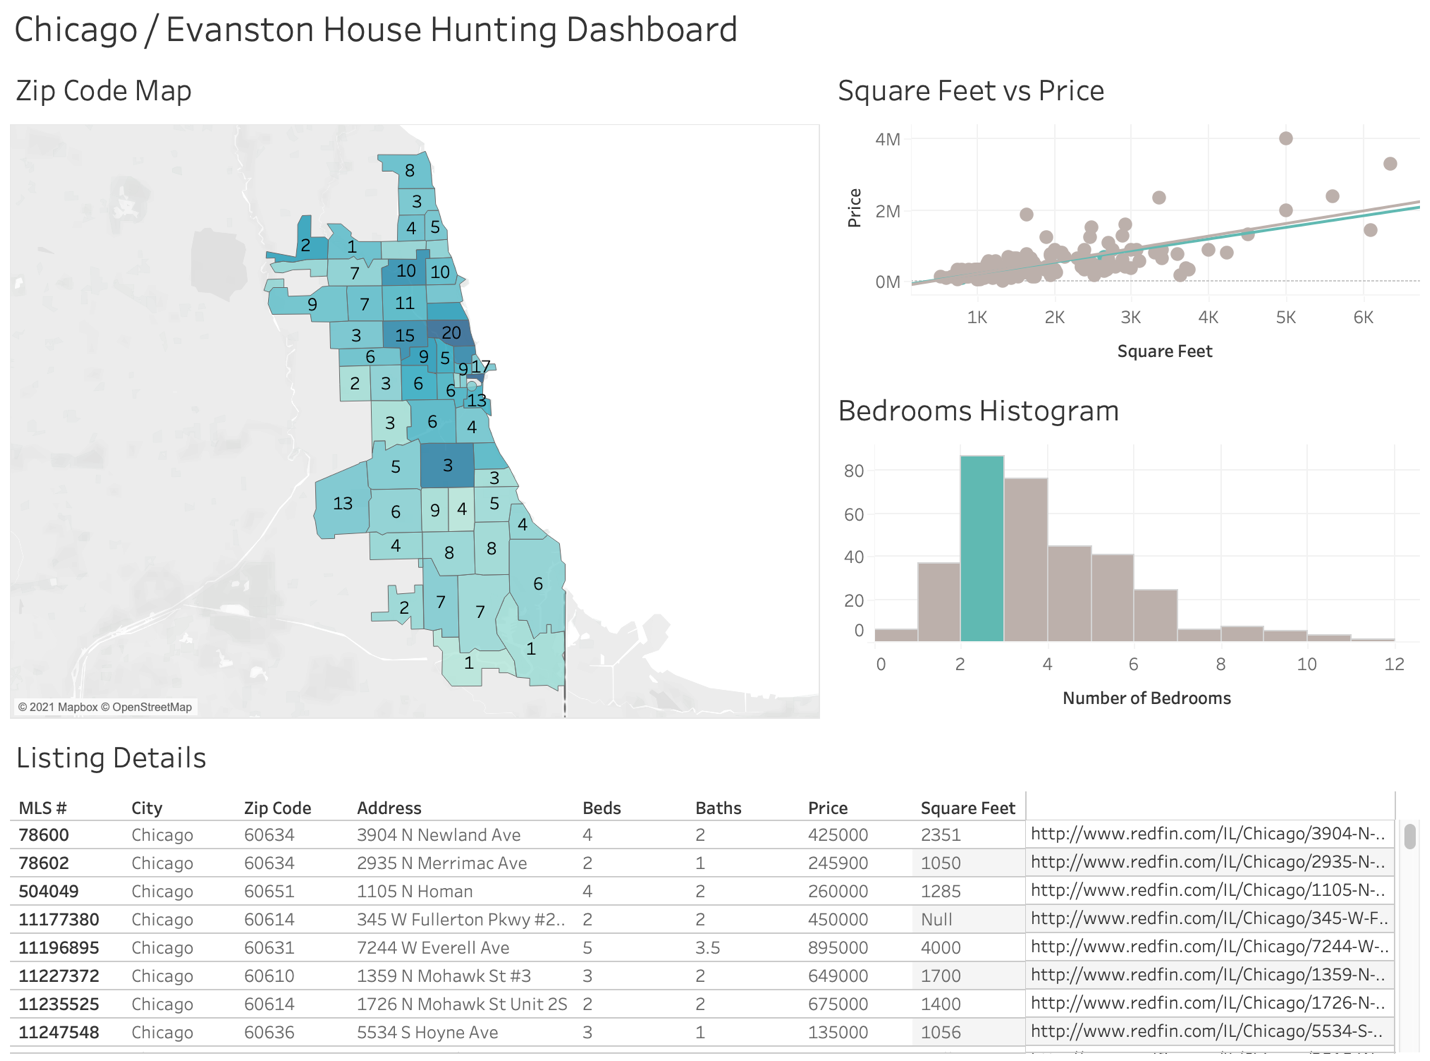 Chicago / Evanston House Hunting Dashboard
Zip Code Map
8
3
4 5
2 1
7 10 10
9 7 11
3 15 20
6 9 5
9 17
2 3 6 6
13
3 6 4
5 3
3
13 6 9 4 5
4
4 8 8
6
2 7 7
1
1
© 2021 Mapbox © OpenStreetMap
Square Feet vs Price
4M
2M
0M
Price
1K 2K 3K 4K 5K 6K
Square Feet
Bedrooms Histogram
80
60
40
20
0
0 2 4 6 8 10 12
Number of Bedrooms
Listing Details
MLS # City Zip Code Address Beds Baths Price Square Feet
78600 Chicago 60634 3904 N Newland Ave 4 2 425000 2351 http://www.redfin.com/IL/Chicago/3904-N-..
78602 Chicago 60634 2935 N Merrimac Ave 2 1 245900 1050 http://www.redfin.com/IL/Chicago/2935-N-..
504049 Chicago 60651 1105 N Homan 4 2 260000 1285 http://www.redfin.com/IL/Chicago/1105-N-..
11177380 Chicago 60614 345 W Fullerton Pkwy #2.. 2 2 450000 Null http://www.redfin.com/IL/Chicago/345-W-F..
11196895 Chicago 60631 7244 W Everell Ave 5 3.5 895000 4000 http://www.redfin.com/IL/Chicago/7244-W-..
11227372 Chicago 60610 1359 N Mohawk St #3 3 2 649000 1700 http://www.redfin.com/IL/Chicago/1359-N-..
11235525 Chicago 60614 1726 N Mohawk St Unit 2S 2 2 675000 1400 http://www.redfin.com/IL/Chicago/1726-N-..
11247548 Chicago 60636 5534 S Hoyne Ave 3 1 135000 1056 http://www.redfin.com/IL/Chicago/5534-S-..